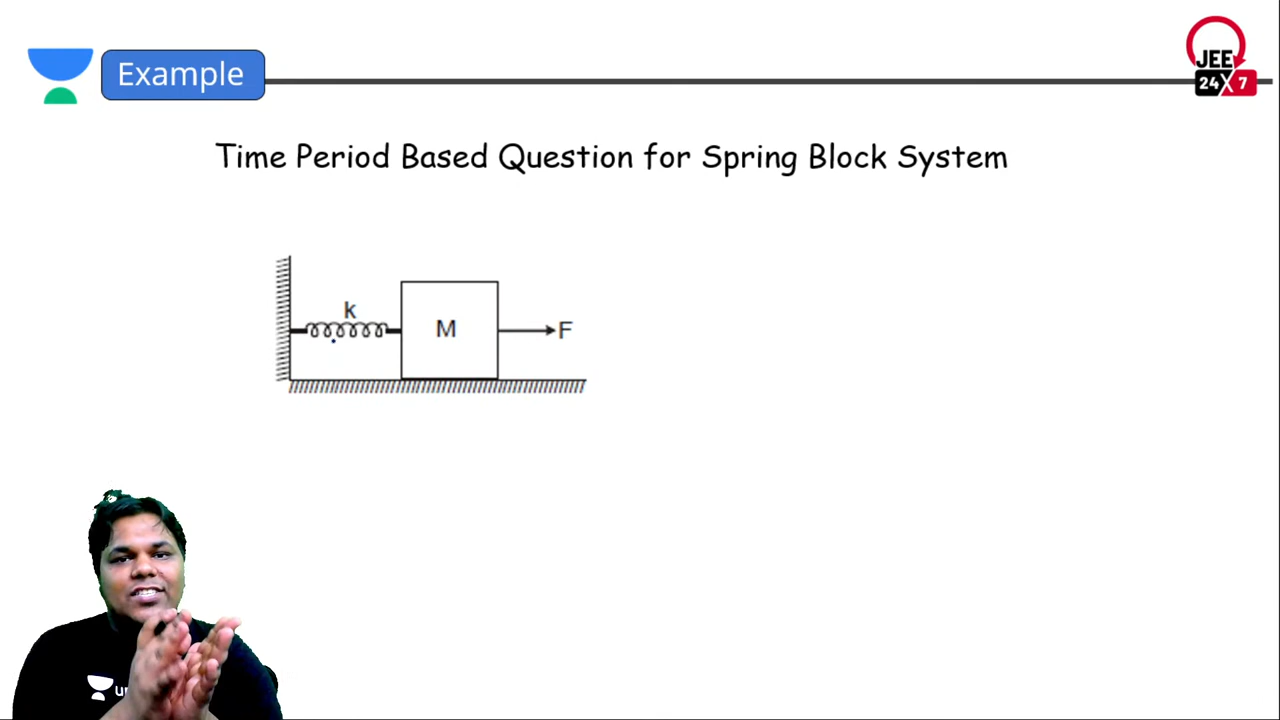 Example
JEE
24X7
Time Period Based Question for Spring Block System
k
M
F